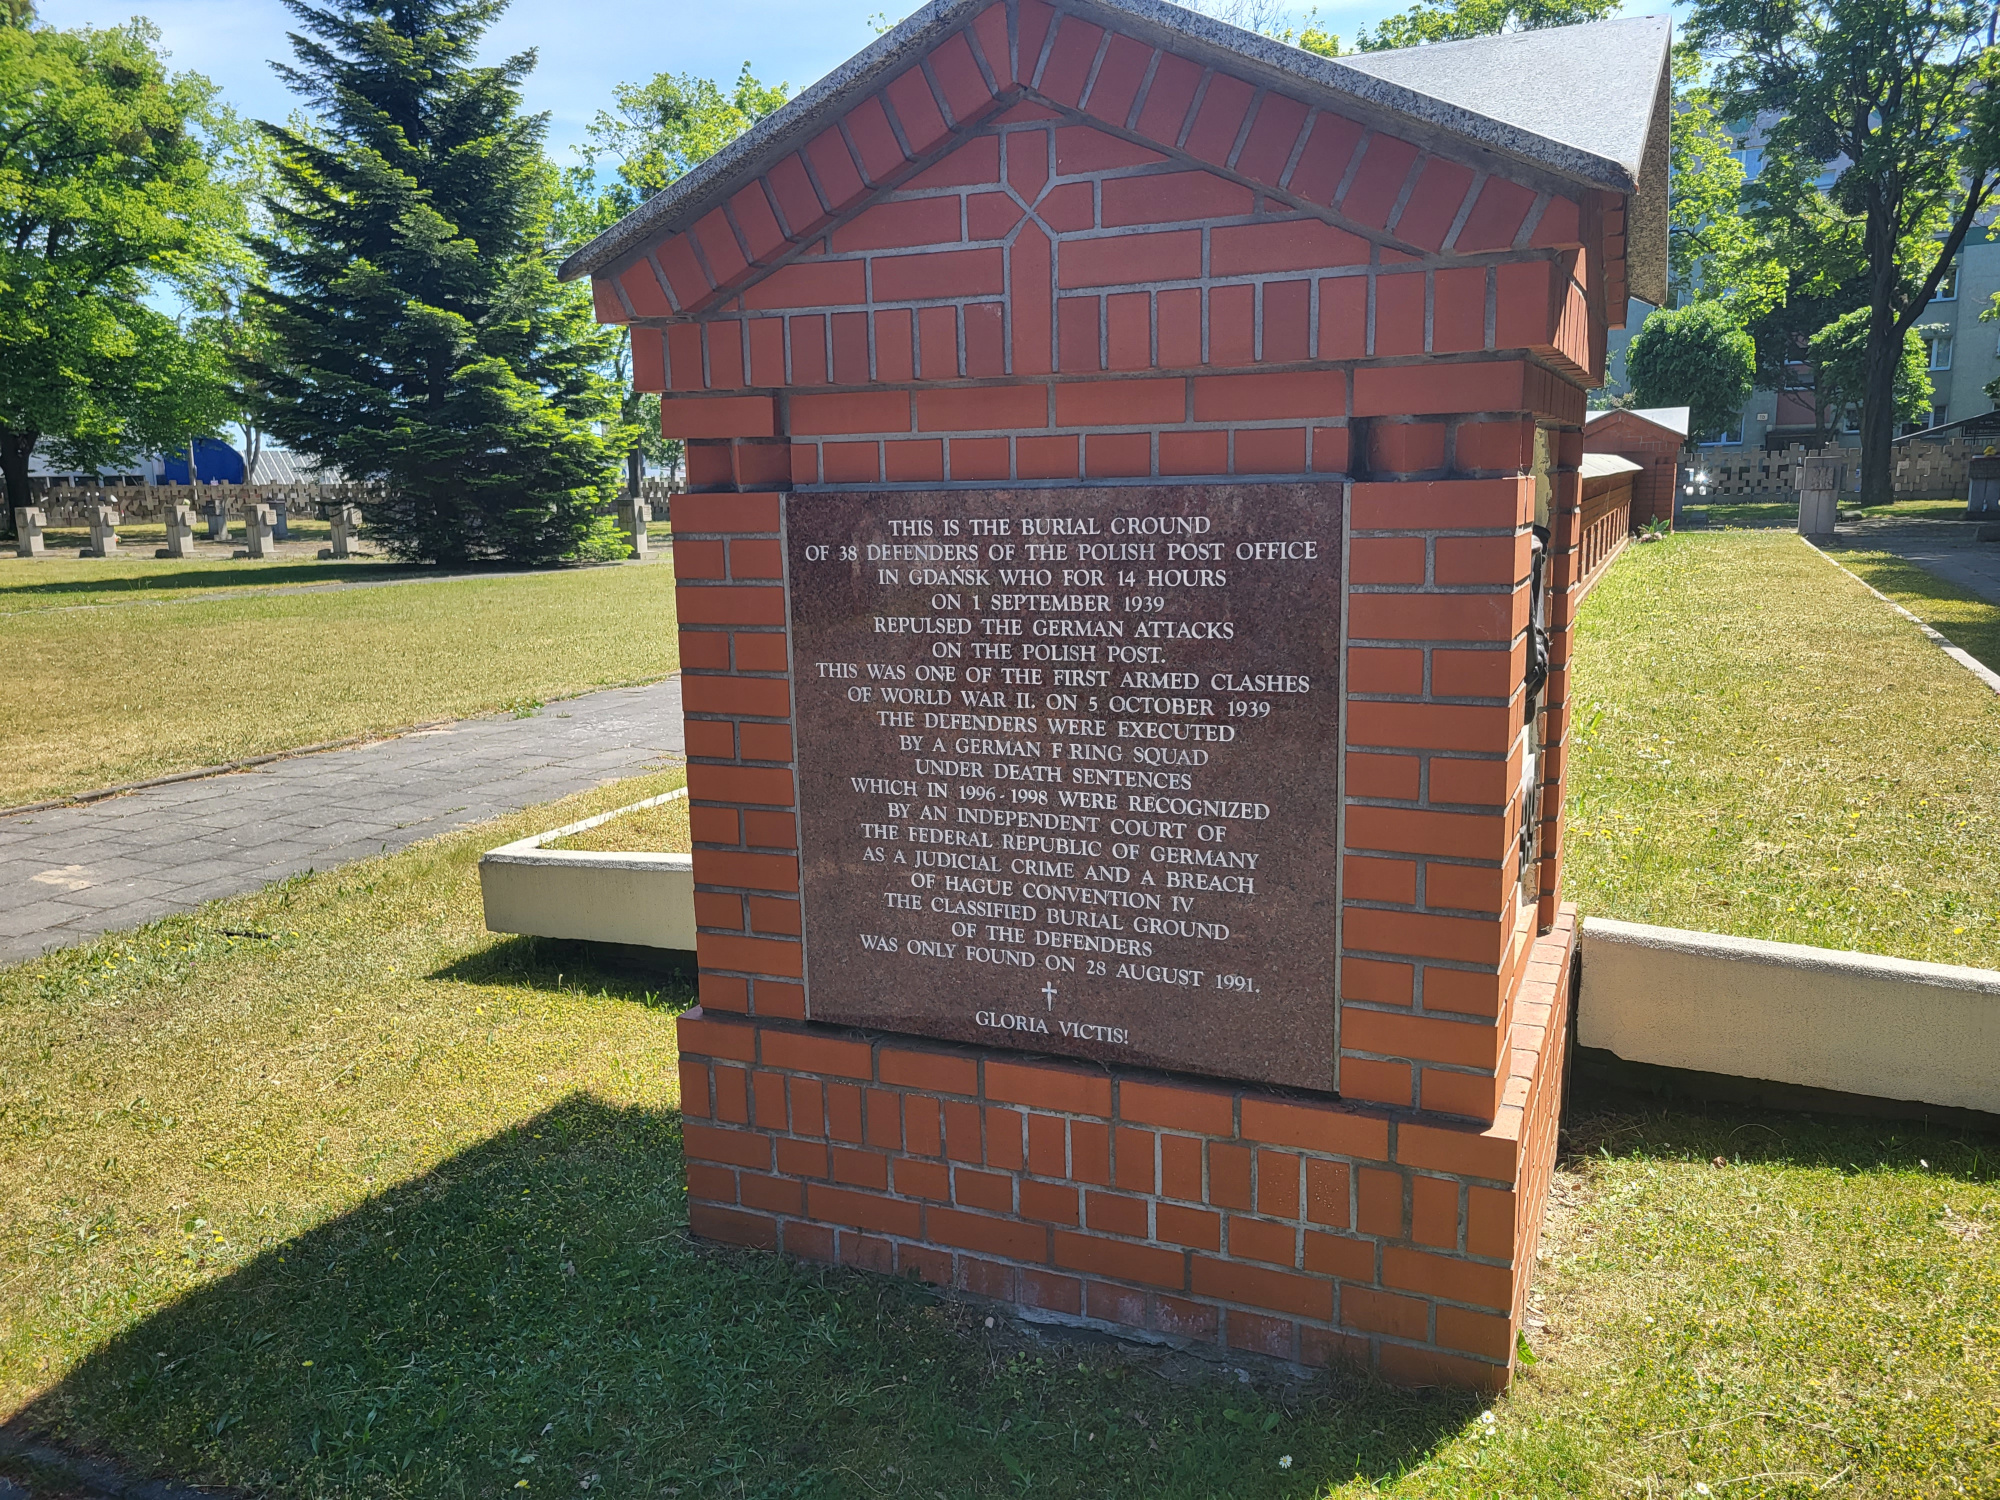 THIS IS THE BURIAL GROUND
OF 38 DEFENDERS OF THE POLISH POST OFFICE
IN GDAŃSK WHO FOR 14 HOURS
ON 1 SEPTEMBER 1939
REPULSED THE GERMAN ATTACKS
ON THE POLISH POST.
THIS WAS ONE OF THE FIRST ARMED CLASHES
OF WORLD WAR II. ON 5 OCTOBER 1939
THE DEFENDERS WERE EXECUTED
BY A GERMAN F RING SQUAD
UNDER DEATH SENTENCES
WHICH IN 1996-1998 WERE RECOGNIZED
BY AN INDEPENDENT COURT OF
THE FEDERAL REPUBLIC OF GERMANY
AS A JUDICIAL CRIME AND A BREACH
OF HAGUE CONVENTION IV
THE CLASSIFIED BURIAL GROUND
OF THE DEFENDERS
WAS ONLY FOUND ON 28 AUGUST 1991.
GLORIA VICTIS!